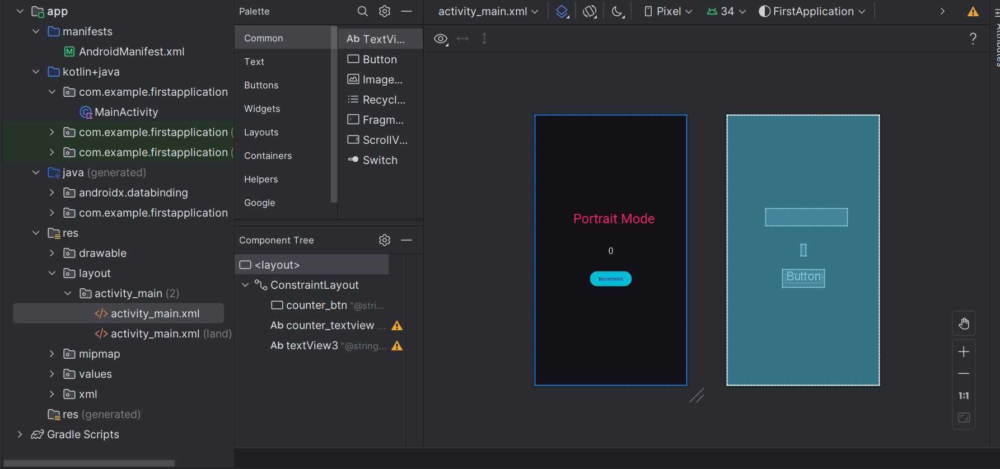 app
manifests
AndroidManifest.xml
kotlin+java
com.example.firstapplication
MainActivity
com.example.firstapplication (
com.example.firstapplication (
java (generated)
androidx.databinding
com.example.firstapplication
res
drawable
layout
activity_main (2)
activity_main.xml
activity_main.xml (land)
mipmap
values
xml
res (generated)
Gradle Scripts
Palette
Common
Text
Buttons
Widgets
Layouts
Containers
Helpers
Google
Ab TextVi...
Button
Image...
Recycl...
Fragm...
ScrollV...
Switch
Component Tree
<layout>
ConstraintLayout
counter_btn "@stri...
Ab counter_textview ...
Ab textView3 "@string...
activity_main.xml
Pixel
34
FirstApplication
?
Portrait Mode
0
Increment
Button
1:1
Attributes